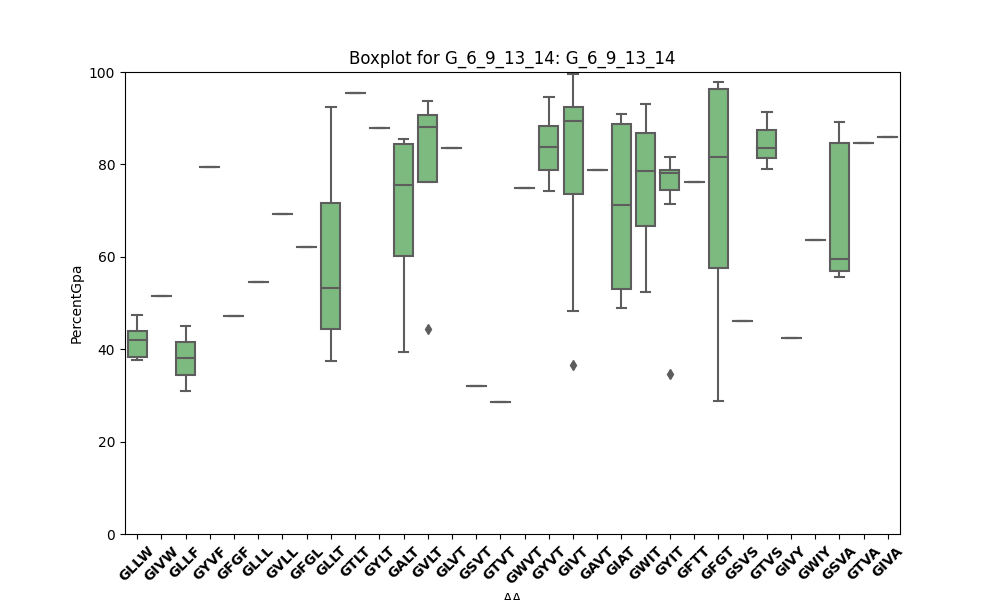 Boxplot for G_6_9_13_14: G_6_9_13_14
100
80
60
40
20
0
PercentGpa
GLLW GIVW GLLF GYVF GFGF GLLL GVLL GFGL GLLT GTLT GYLT GALT GVLT GLVT GSVT GTVT GWVT GYVT GIVT GAVT GIAT GWIT GYIT GFTT GFGT GSVS GTVS GIVY GWIY GSVA GTVA GIVA
AA